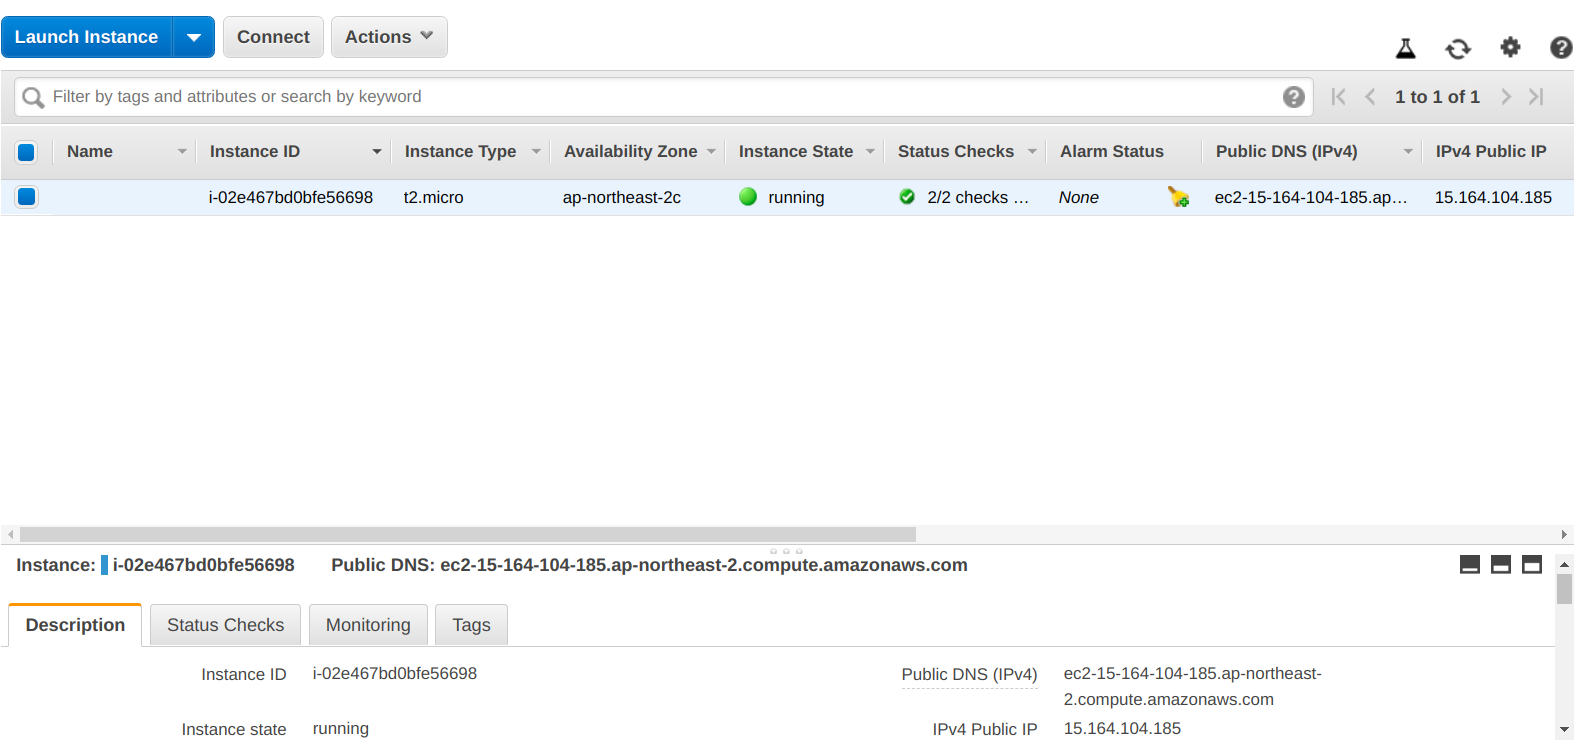 Launch Instance Connect Actions
Filter by tags and attributes or search by keyword 1 to 1 of 1
Name Instance ID Instance Type Availability Zone Instance State Status Checks Alarm Status Public DNS (IPv4) IPv4 Public IP
i-02e467bd0bfe56698 t2.micro ap-northeast-2c running 2/2 checks ... None ec2-15-164-104-185.ap... 15.164.104.185
Instance: i-02e467bd0bfe56698 Public DNS: ec2-15-164-104-185.ap-northeast-2.compute.amazonaws.com
Description Status Checks Monitoring Tags
Instance ID i-02e467bd0bfe56698 Public DNS (IPv4) ec2-15-164-104-185.ap-northeast-
2.compute.amazonaws.com
Instance state running IPv4 Public IP 15.164.104.185